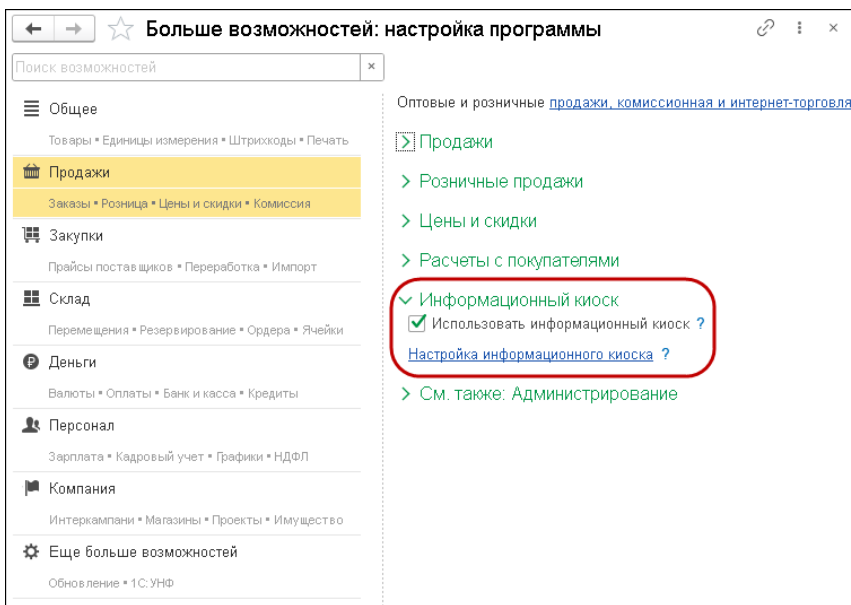 Больше возможностей: настройка программы
Поиск возможностей
Общее
Товары • Единицы измерения • Штрихкоды • Печать
Продажи
Заказы • Розница • Цены и скидки • Комиссия
Закупки
Прайсы поставщиков • Переработка • Импорт
Склад
Перемещения • Резервирование • Ордера • Ячейки
Деньги
Валюты • Оплаты • Банк и касса • Кредиты
Персонал
Зарплата • Кадровый учет • Графики • НДФЛ
Компания
Интеркампани • Магазины • Проекты • Имущество
Еще больше возможностей
Обновление • 1С:УНФ
Оптовые и розничные продажи, комиссионная и интернет-торговля
Продажи
Розничные продажи
Цены и скидки
Расчеты с покупателями
Информационный киоск
Использовать информационный киоск ?
Настройка информационного киоска ?
См. также: Администрирование